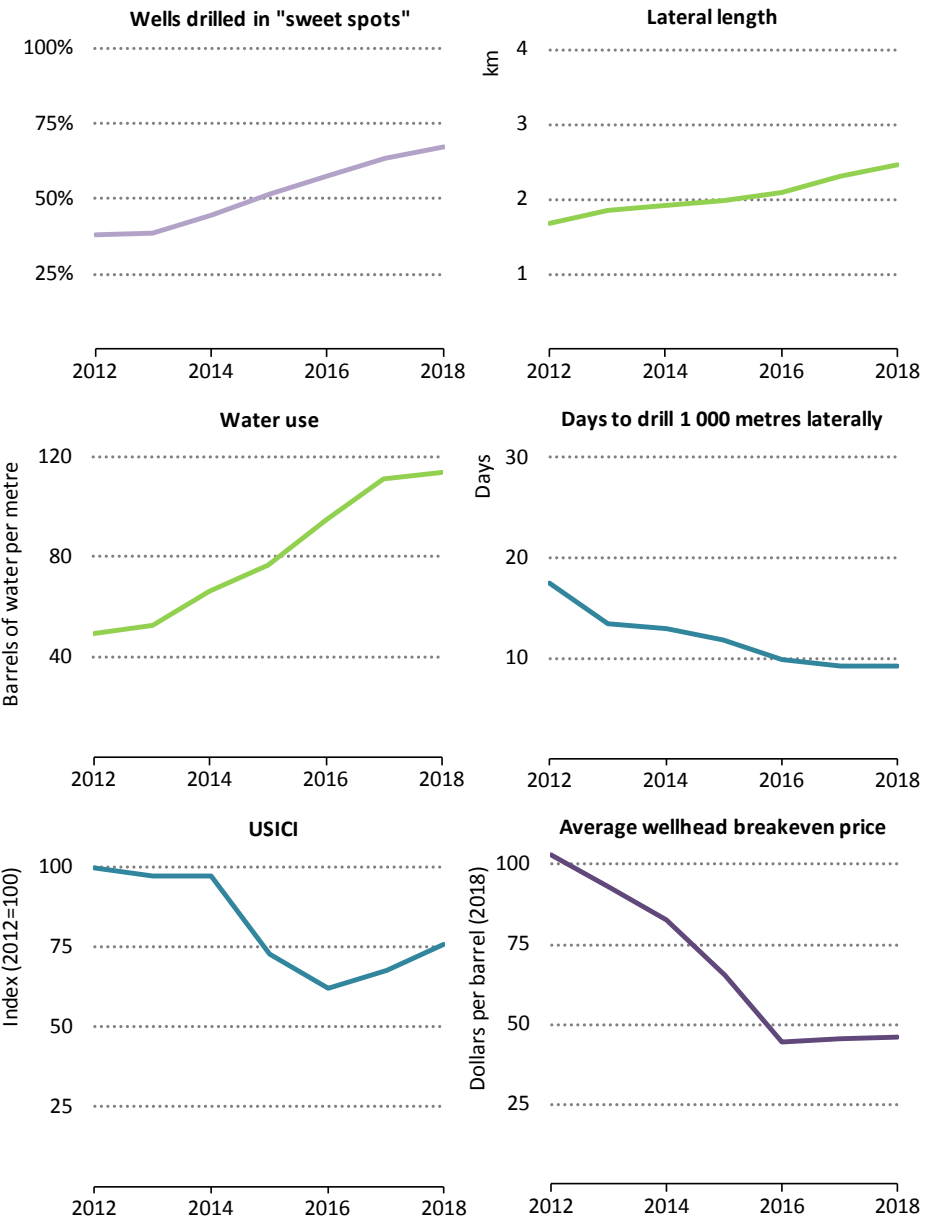 Wells drilled in "sweet spots"
100%
75%
50%
25%
2012 2014 2016 2018
Lateral length
km
4
3
2
1
2012 2014 2016 2018
Water use
Barrels of water per metre
120
80
40
2012 2014 2016 2018
Days to drill 1 000 metres laterally
Days
30
20
10
2012 2014 2016 2018
USICI
Index (2012=100)
100
75
50
25
2012 2014 2016 2018
Average wellhead breakeven price
Dollars per barrel (2018)
100
75
50
25
2012 2014 2016 2018